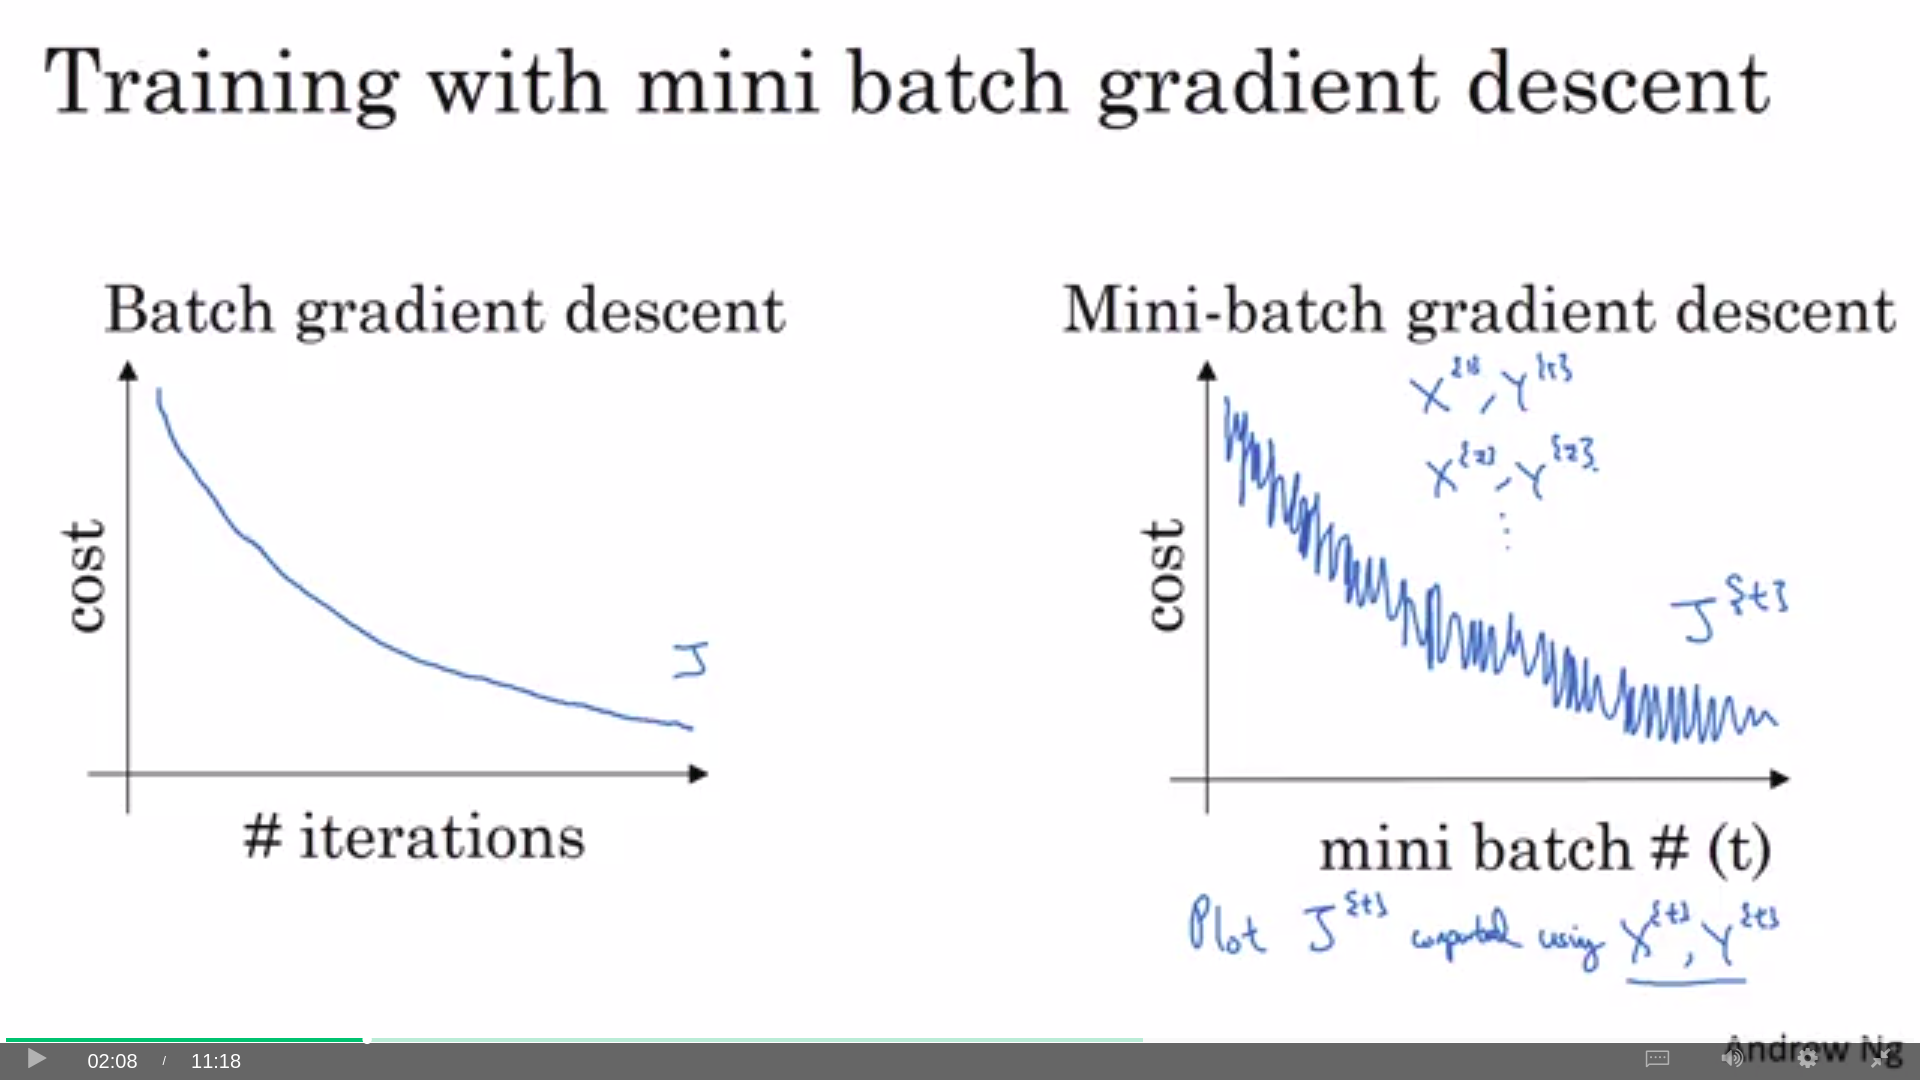 Training with mini batch gradient descent
Batch gradient descent
cost
J
# iterations
Mini-batch gradient descent
X^{1}, Y^{1}
X^{2}, Y^{2}
⋮
cost
J^{t}
mini batch # (t)
Plot J^{t} computed using X^{t}, Y^{t}
Andrew Ng
02:08 / 11:18